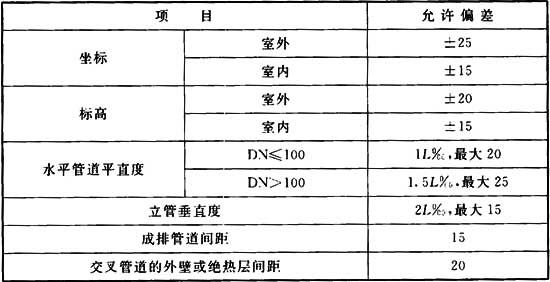 项 目 允许偏差
坐标 室外 ±25
室内 ±15
标高 室外 ±20
室内 ±15
水平管道平直度 DN≤100 1L‰,最大 20
DN>100 1.5L‰,最大 25
立管垂直度 2L‰,最大 15
成排管道间距 15
交叉管道的外壁或绝热层间距 20